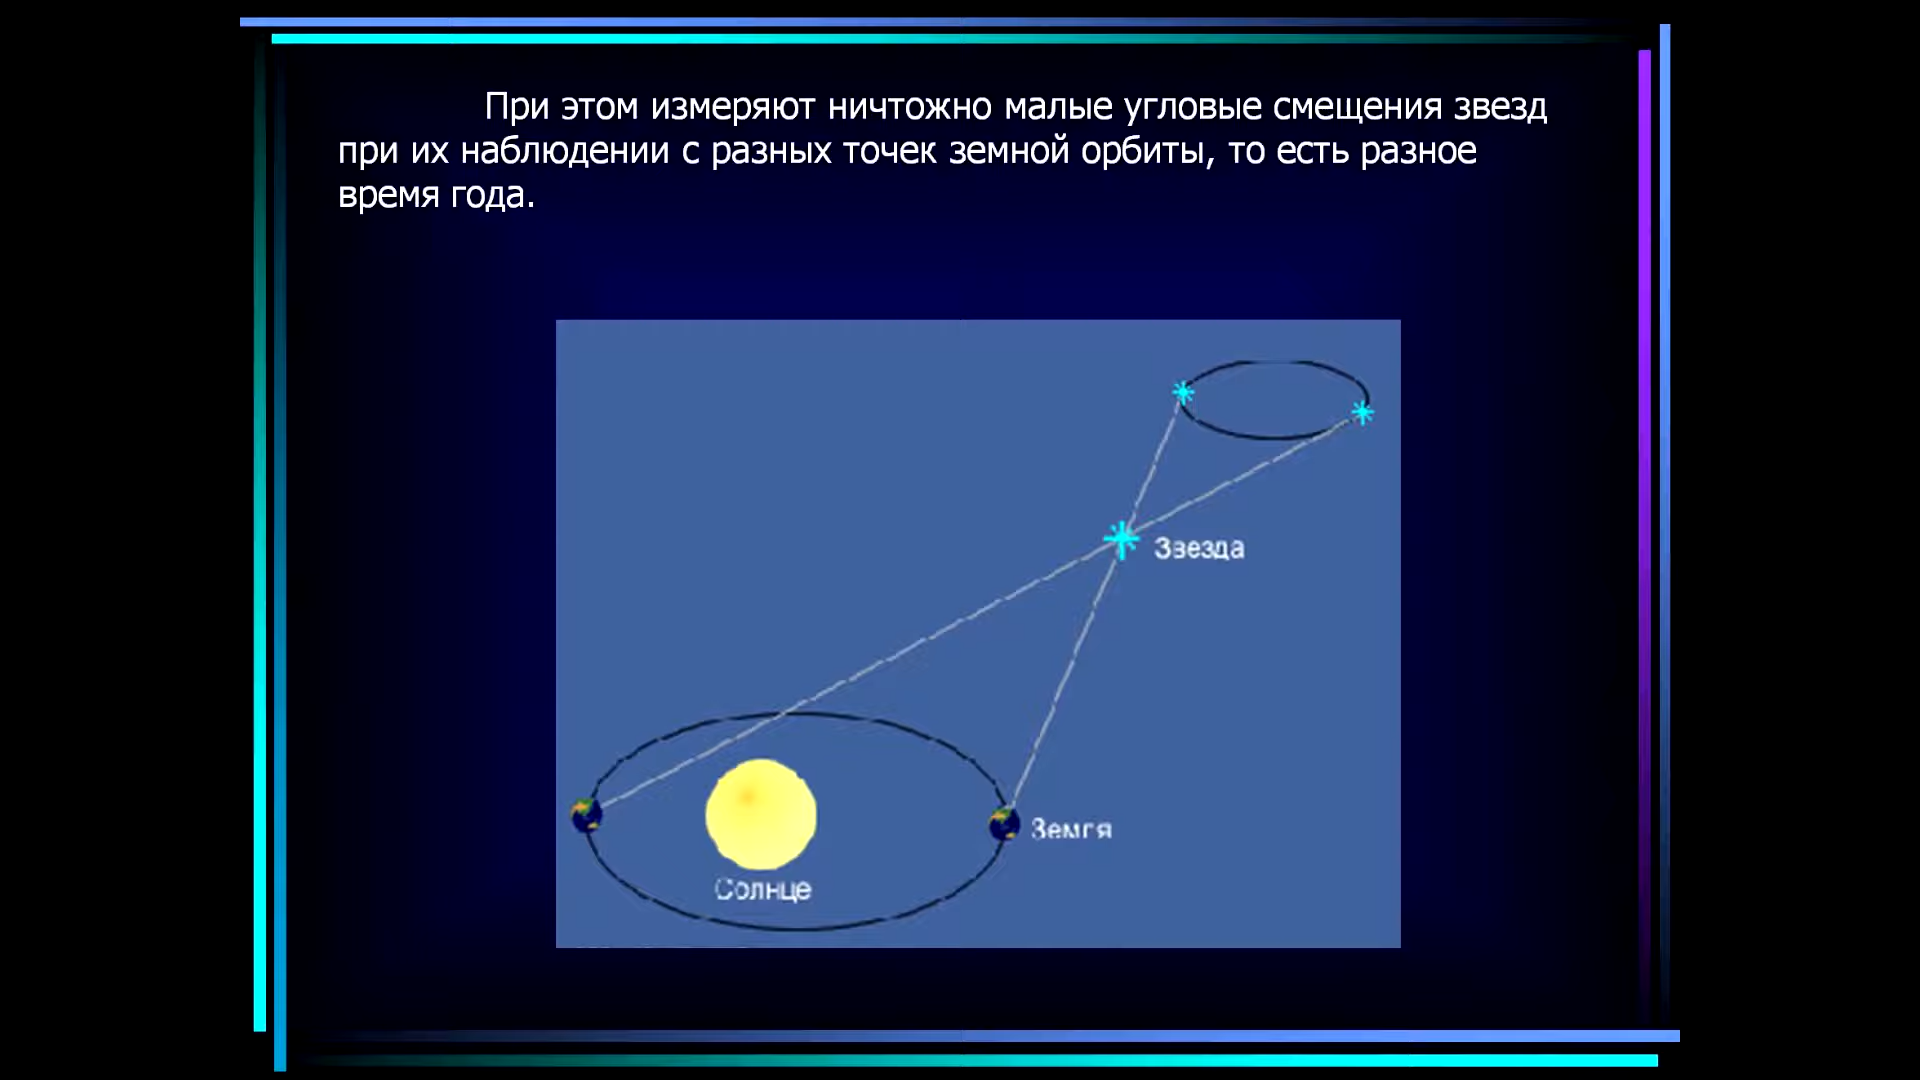 При этом измеряют ничтожно малые угловые смещения звезд
при их наблюдении с разных точек земной орбиты, то есть разное
время года.
Звезда
Земля
Солнце